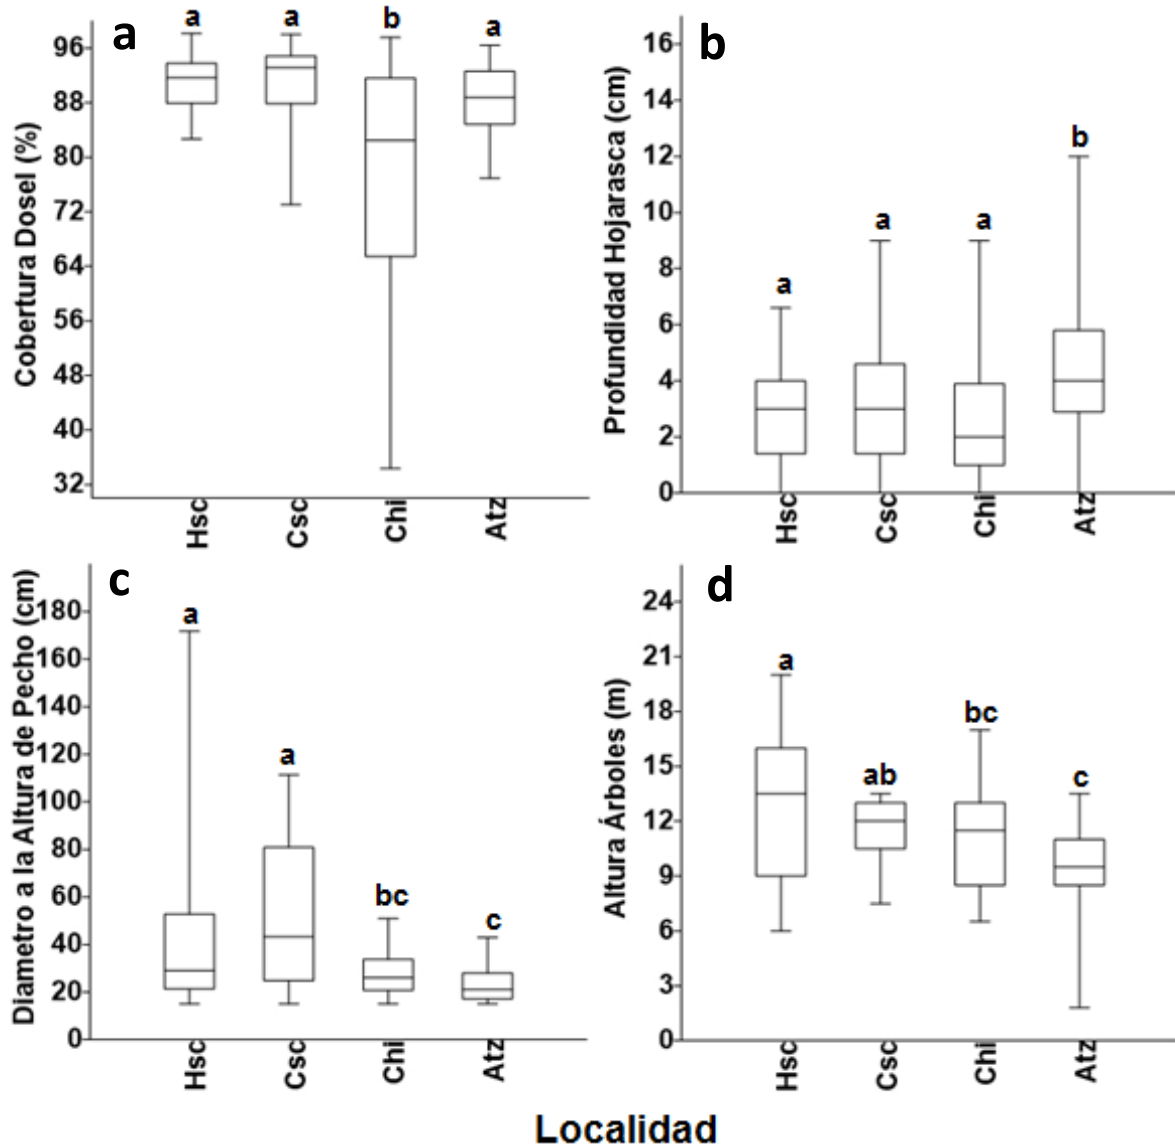 a
a
a
b
a
96
88
80
72
64
56
48
40
32
Cobertura Dosel (%)
Hsc
Csc
Chi
Atz
b
a
a
a
b
16
14
12
10
8
6
4
2
0
Profundidad Hojarasca (cm)
Hsc
Csc
Chi
Atz
c
a
a
bc
c
180
160
140
120
100
80
60
40
20
0
Diametro a la Altura de Pecho (cm)
Hsc
Csc
Chi
Atz
d
a
ab
bc
c
24
21
18
15
12
9
6
3
0
Altura Árboles (m)
Hsc
Csc
Chi
Atz
Localidad